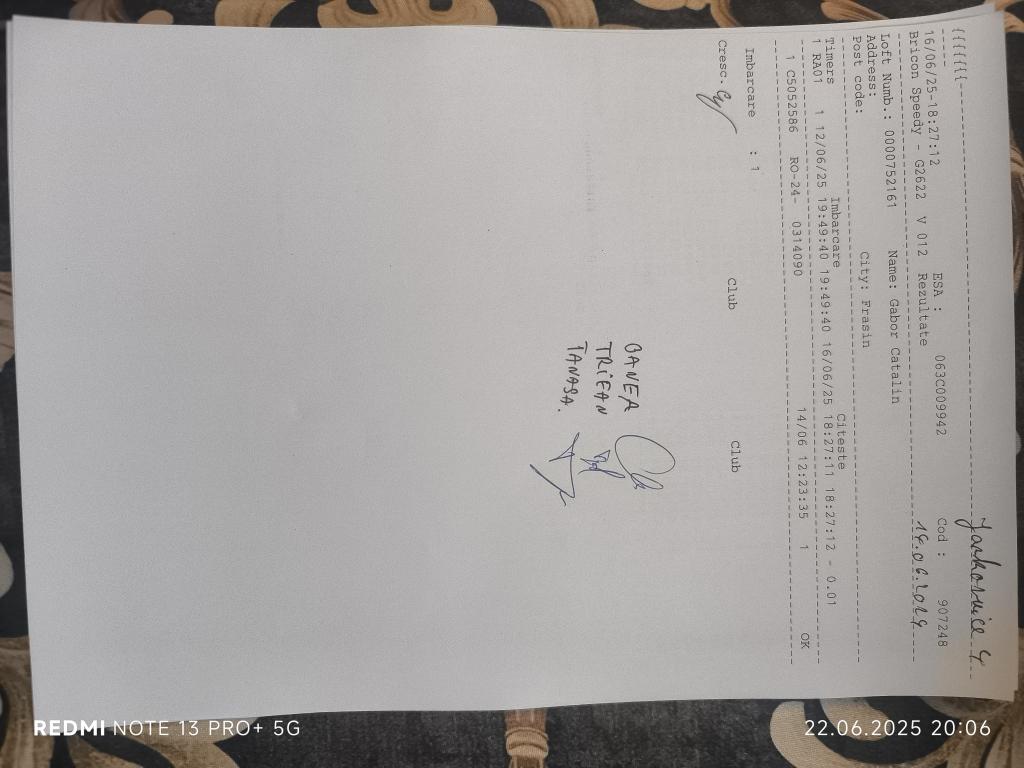 {{{{{{{--------------------------------------------------------
----
16/06/25-18:27:12 ESA : 063C009942 Cod : 907248
Bricon Speedy - G2622 V 012 Rezultate 14.06.2024
Loft Numb.: 0000752161 Name: Gabor Catalin
Address:
Post code: City: Frasin
Imbarcare Citeste
Timers 1 12/06/25 19:49:40 19:49:40 16/06/25 18:27:11 18:27:12 - 0.01
1 RA01
1 C5052586 RO-24- 0314090 14/06 12:23:35 1 OK
Imbarcare : 1
Cresc. Club Club
TRIFAN
TANASA.
REDMI NOTE 13 PRO+ 5G
22.06.2025 20:06